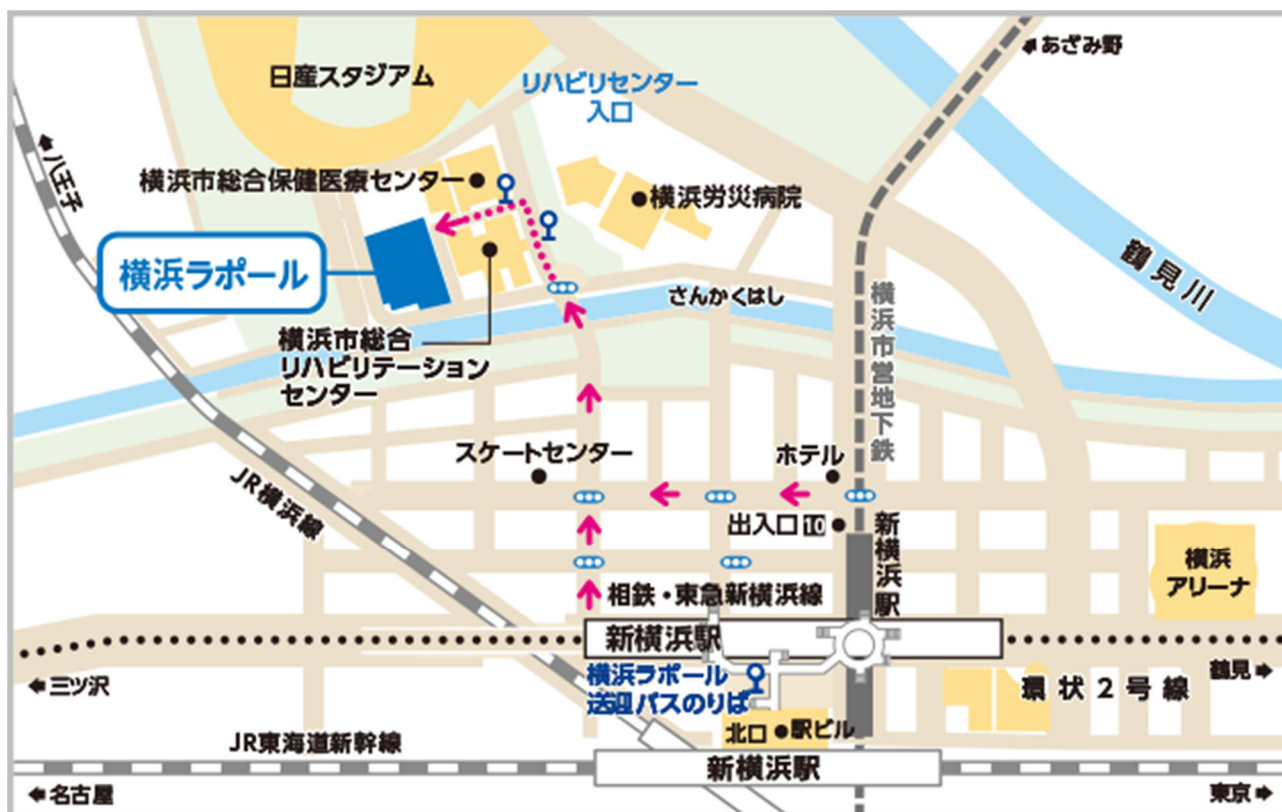 あざみ野
日産スタジアム
リハビリセンター
入口
八王子
横浜市総合保健医療センター
横浜労災病院
横浜ラポール
鶴見川
さんかくはし
横浜市営地下鉄
横浜市総合
リハビリテーション
センター
スケートセンター
ホテル
JR横浜線
出入口10
新横浜駅
横浜
アリーナ
相鉄・東急新横浜線
新横浜駅
三ツ沢
横浜ラポール
送迎バスのりば
環状2号線
鶴見
北口
駅ビル
JR東海道新幹線
新横浜駅
名古屋
東京